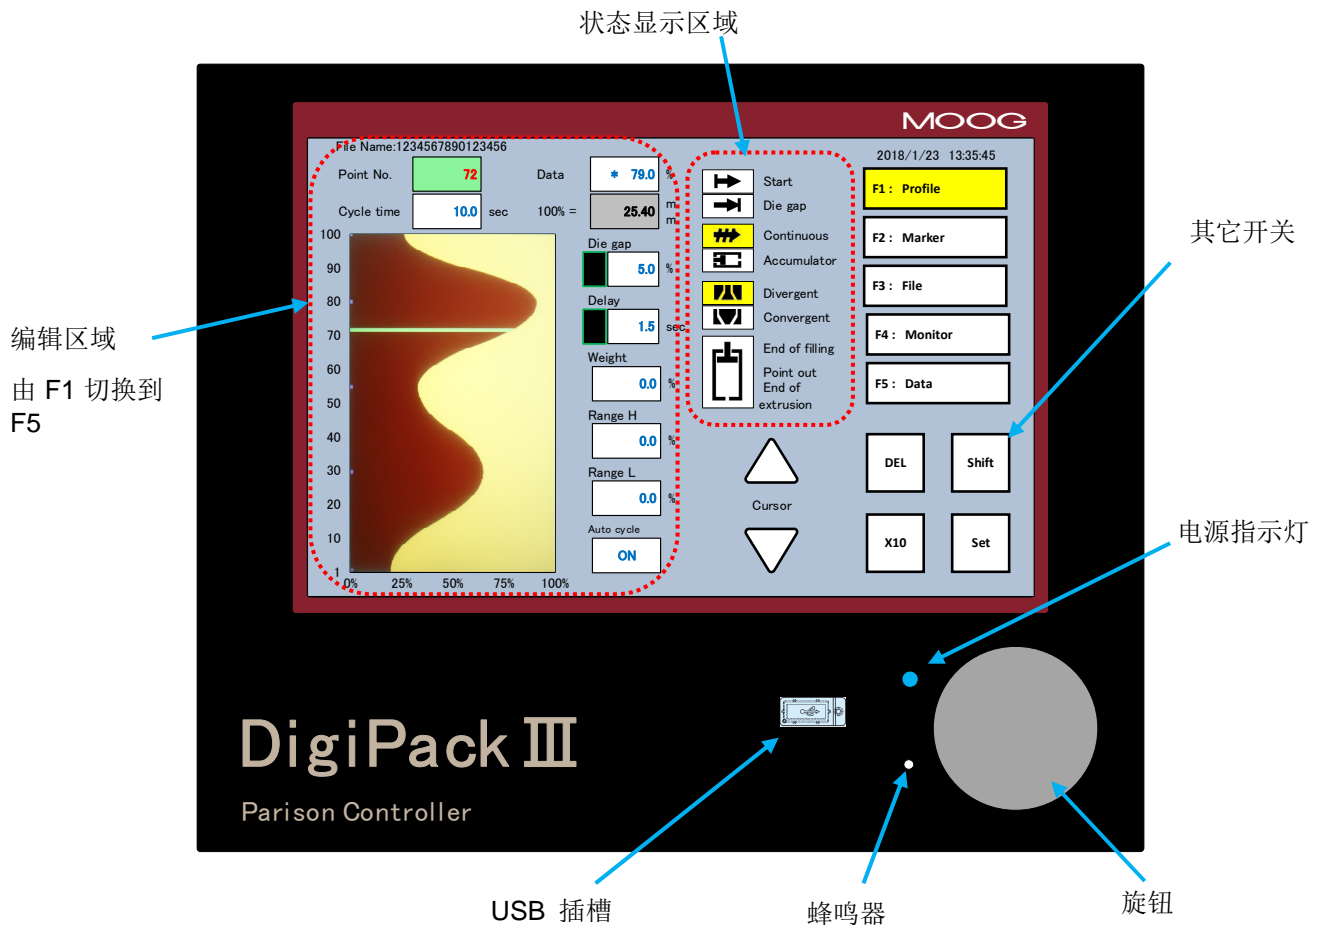 状态显示区域
MOOG
File Name:1234567890123456
2018/1/23 13:35:45
Point No. 72 Data * 79.0 %
Cycle time 10.0 sec 100% = 25.40 m
m
100
90
80
70
60
50
40
30
20
10
1
0% 25% 50% 75% 100%
Die gap
5.0 %
Delay
1.5 sec
Weight
0.0 %
Range H
0.0 %
Range L
0.0 %
Auto cycle
ON
Start
Die gap
Continuous
Accumulator
Divergent
Convergent
End of filling
Point out
End of
extrusion
Cursor
F1 : Profile
F2 : Marker
F3 : File
F4 : Monitor
F5 : Data
DEL Shift
X10 Set
其它开关
编辑区域
由 F1 切换到
F5
电源指示灯
DigiPack III
Parison Controller
USB 插槽
蜂鸣器
旋钮